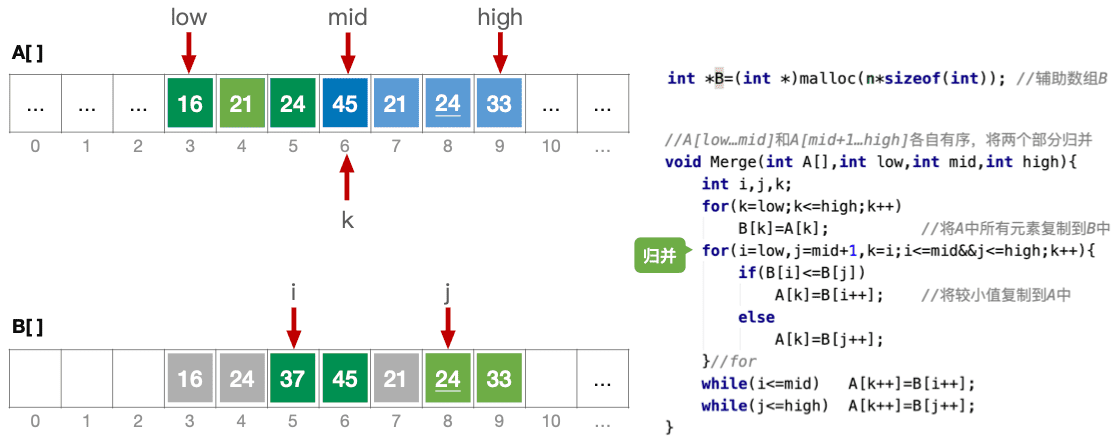 low mid high
A[ ]
... ... ... 16 21 24 45 21 24 33 ... ...
0 1 2 3 4 5 6 7 8 9 10 ...
k
i j
B[ ]
16 24 37 45 21 24 33 ...
0 1 2 3 4 5 6 7 8 9 10 ...
int *B=(int *)malloc(n*sizeof(int)); //辅助数组B
//A[low…mid]和A[mid+1…high]各自有序，将两个部分归并
void Merge(int A[],int low,int mid,int high){
int i,j,k;
for(k=low;k<=high;k++)
B[k]=A[k]; //将A中所有元素复制到B中
归并
for(i=low,j=mid+1,k=i;i<=mid&&j<=high;k++){
if(B[i]<=B[j])
A[k]=B[i++]; //将较小值复制到A中
else
A[k]=B[j++];
}//for
while(i<=mid) A[k++]=B[i++];
while(j<=high) A[k++]=B[j++];
}